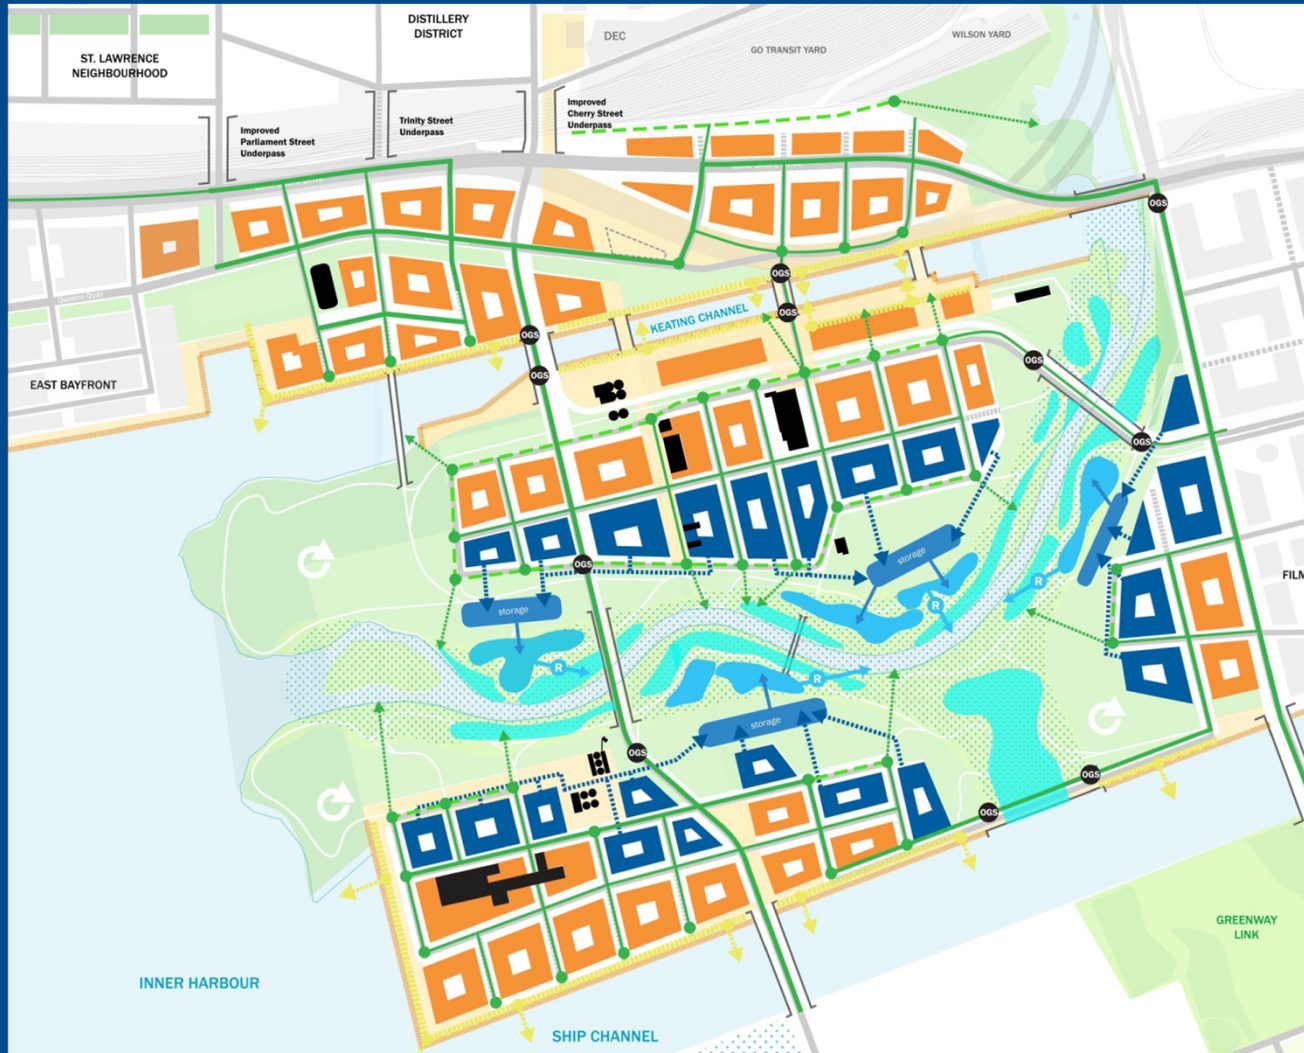 DISTILLERY
DISTRICT
DEC
WILSON YARD
GO TRANSIT YARD
ST. LAWRENCE
NEIGHBOURHOOD
Improved
Cherry Street
Underpass
Trinity Street
Underpass
Improved
Parliament Street
Underpass
OGS
OGS
Queens Quay
OGS
KEATING CHANNEL
OGS
OGS
OGS
EAST BAYFRONT
OGS
storage
OGS
FILM
R
storage
R
R
R
storage
OGS
OGS
OGS
GREENWAY
LINK
INNER HARBOUR
SHIP CHANNEL